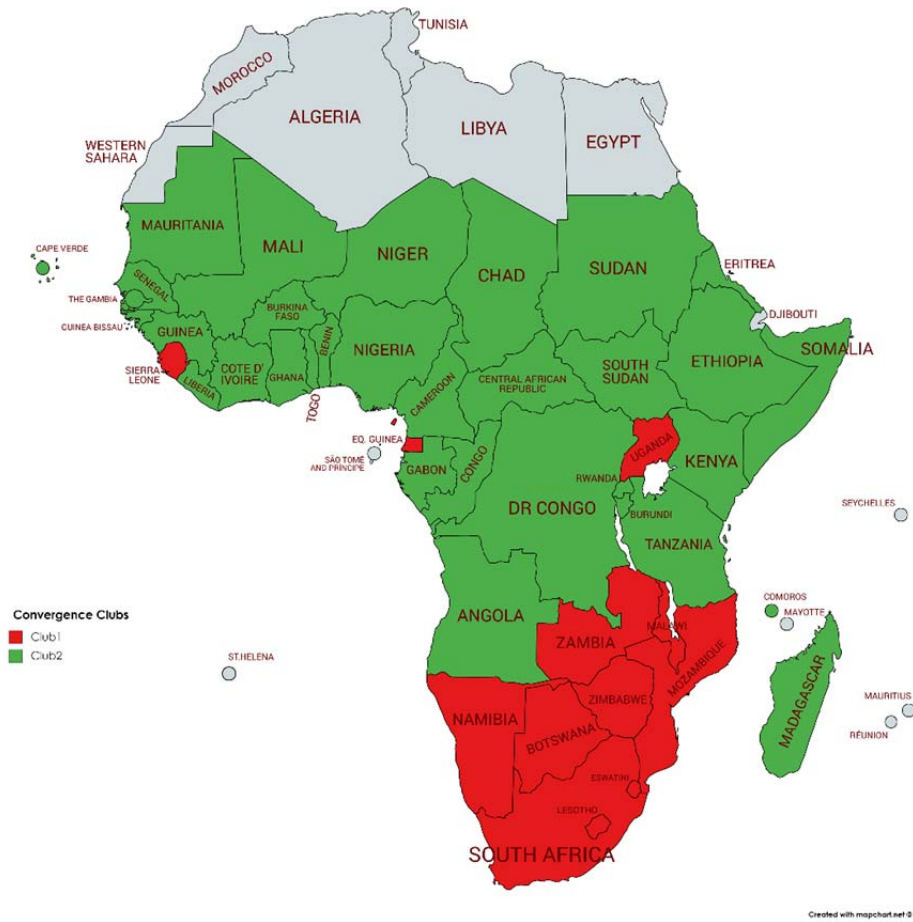 TUNISIA
MOROCCO
ALGERIA
LIBYA
EGYPT
WESTERN
SAHARA
MAURITANIA
MALI
NIGER
CHAD
SUDAN
ERITREA
CAPE VERDE
SENEGAL
THE GAMBIA
GUINEA BISSAU
GUINEA
BURKINA
FASO
BENIN
NIGERIA
DJIBOUTI
SOMALIA
ETHIOPIA
SOUTH
SUDAN
CENTRAL AFRICAN
REPUBLIC
CAMEROON
SIERRA
LEONE
LIBERIA
COTE D'
IVOIRE
GHANA
TOGO
EQ. GUINEA
SÃO TOMÉ
AND PRÍNCIPE
GABON
CONGO
UGANDA
KENYA
RWANDA
DR CONGO
BURUNDI
TANZANIA
SEYCHELLES
COMOROS
MAYOTTE
ANGOLA
ZAMBIA
MALAWI
MOZAMBIQUE
Convergence Clubs
Club1
Club2
ST.HELENA
MADAGASCAR
MAURITIUS
RÉUNION
NAMIBIA
ZIMBABWE
BOTSWANA
ESWATINI
LESOTHO
SOUTH AFRICA
Created with mapchart.net ©